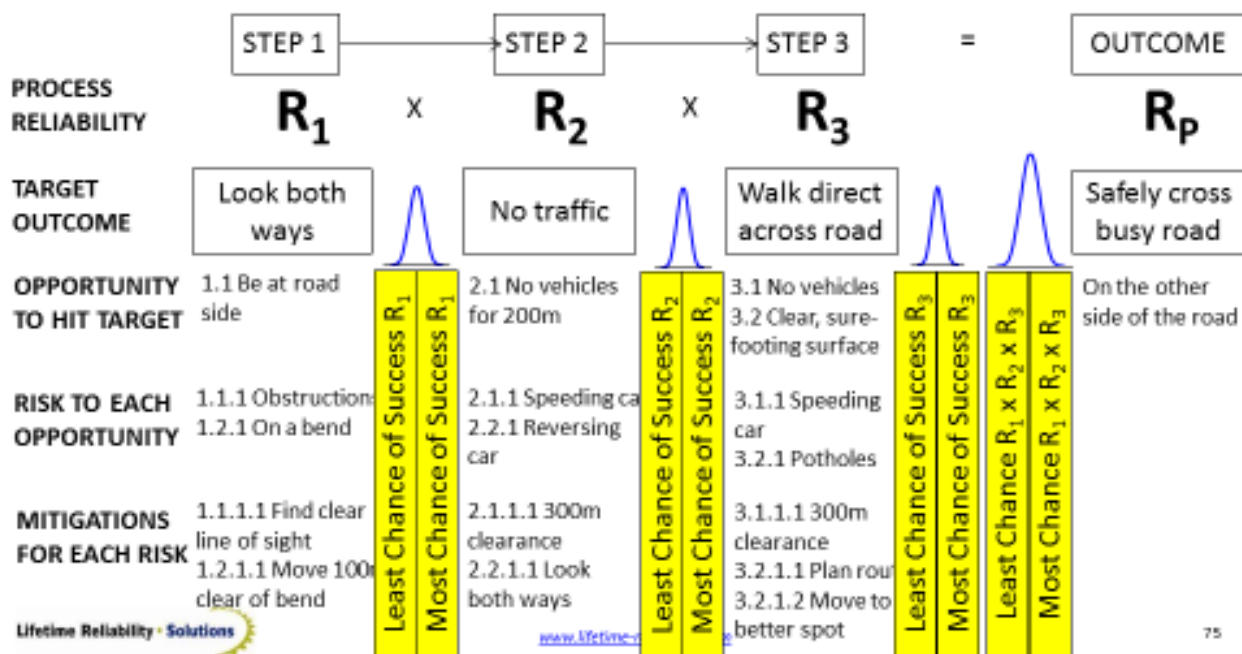 STEP 1
STEP 2
STEP 3
=
OUTCOME
PROCESS
RELIABILITY
R₁
X
R₂
X
R₃
R_P
TARGET
OUTCOME
Look both
ways
No traffic
Walk direct
across road
Safely cross
busy road
OPPORTUNITY
TO HIT TARGET
1.1 Be at road
side
2.1 No vehicles
for 200m
3.1 No vehicles
3.2 Clear, sure-
footing surface
On the other
side of the road
RISK TO EACH
OPPORTUNITY
1.1.1 Obstruction
1.2.1 On a bend
2.1.1 Speeding ca
2.2.1 Reversing
car
3.1.1 Speeding
car
3.2.1 Potholes
MITIGATIONS
FOR EACH RISK
1.1.1.1 Find clear
line of sight
1.2.1.1 Move 100
clear of bend
2.1.1.1 300m
clearance
2.2.1.1 Look
both ways
3.1.1.1 300m
clearance
3.2.1.1 Plan rou
3.2.1.2 Move to
better spot
Least Chance of Success R₁
Most Chance of Success R₁
Least Chance of Success R₂
Most Chance of Success R₂
Least Chance of Success R₃
Most Chance of Success R₃
Least Chance R₁ x R₂ x R₃
Most Chance R₁ x R₂ x R₃
Lifetime Reliability · Solutions
www.lifetime-
75